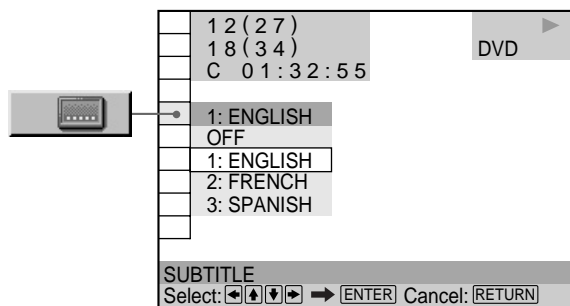 12(27)
18(34)
DVD
C 01:32:55
1: ENGLISH
OFF
1: ENGLISH
2: FRENCH
3: SPANISH
SUBTITLE
Select: ENTER Cancel: RETURN